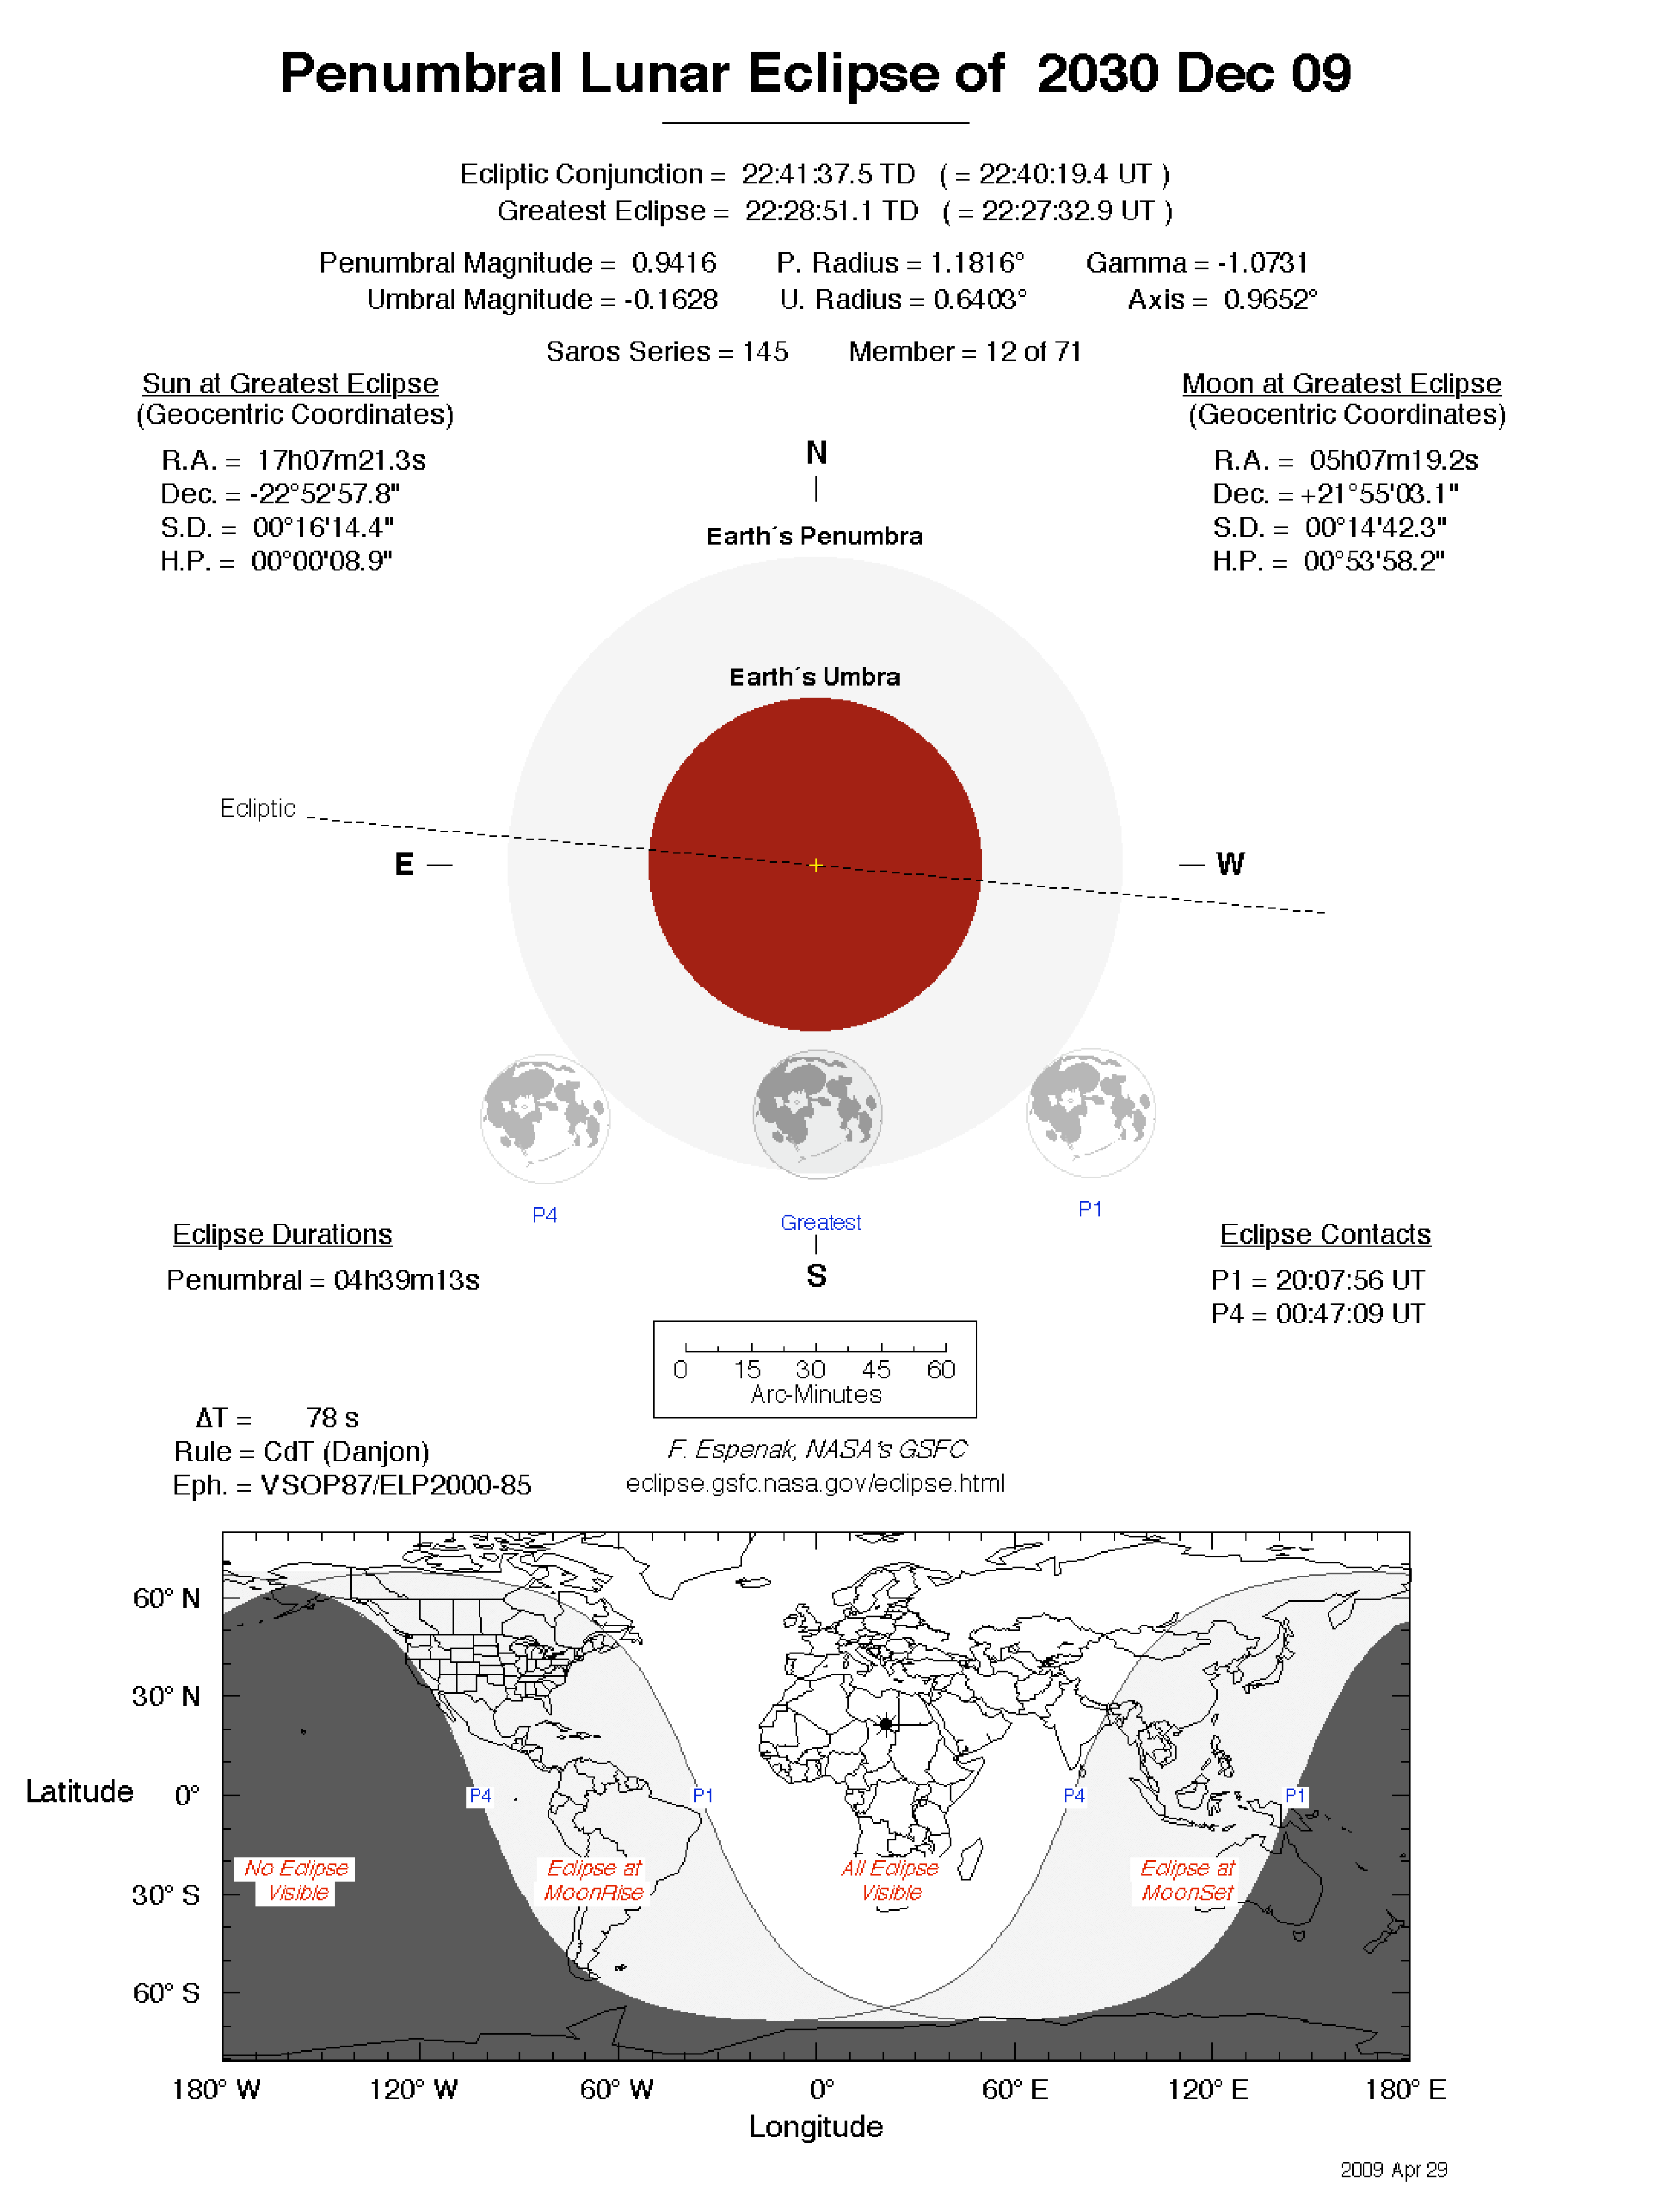 Penumbral Lunar Eclipse of 2030 Dec 09
Ecliptic Conjunction = 22:41:37.5 TD ( = 22:40:19.4 UT )
Greatest Eclipse = 22:28:51.1 TD ( = 22:27:32.9 UT )
Penumbral Magnitude = 0.9416 P. Radius = 1.1816° Gamma = -1.0731
Umbral Magnitude = -0.1628 U. Radius = 0.6403° Axis = 0.9652°
Saros Series = 145 Member = 12 of 71
Sun at Greatest Eclipse
(Geocentric Coordinates)
R.A. = 17h07m21.3s
Dec. = -22°52'57.8"
S.D. = 00°16'14.4"
H.P. = 00°00'08.9"
Moon at Greatest Eclipse
(Geocentric Coordinates)
R.A. = 05h07m19.2s
Dec. = +21°55'03.1"
S.D. = 00°14'42.3"
H.P. = 00°53'58.2"
N
Earth´s Penumbra
Earth´s Umbra
Ecliptic
E
W
P4
Greatest
P1
S
Eclipse Durations
Penumbral = 04h39m13s
Eclipse Contacts
P1 = 20:07:56 UT
P4 = 00:47:09 UT
0 15 30 45 60
Arc-Minutes
ΔT = 78 s
Rule = CdT (Danjon)
Eph. = VSOP87/ELP2000-85
F. Espenak, NASA's GSFC
eclipse.gsfc.nasa.gov/eclipse.html
60° N
30° N
Latitude 0°
30° S
60° S
P4
P1
P4
P1
No Eclipse
Visible
Eclipse at
MoonRise
All Eclipse
Visible
Eclipse at
MoonSet
180° W 120° W 60° W 0° 60° E 120° E 180° E
Longitude
2009 Apr 29